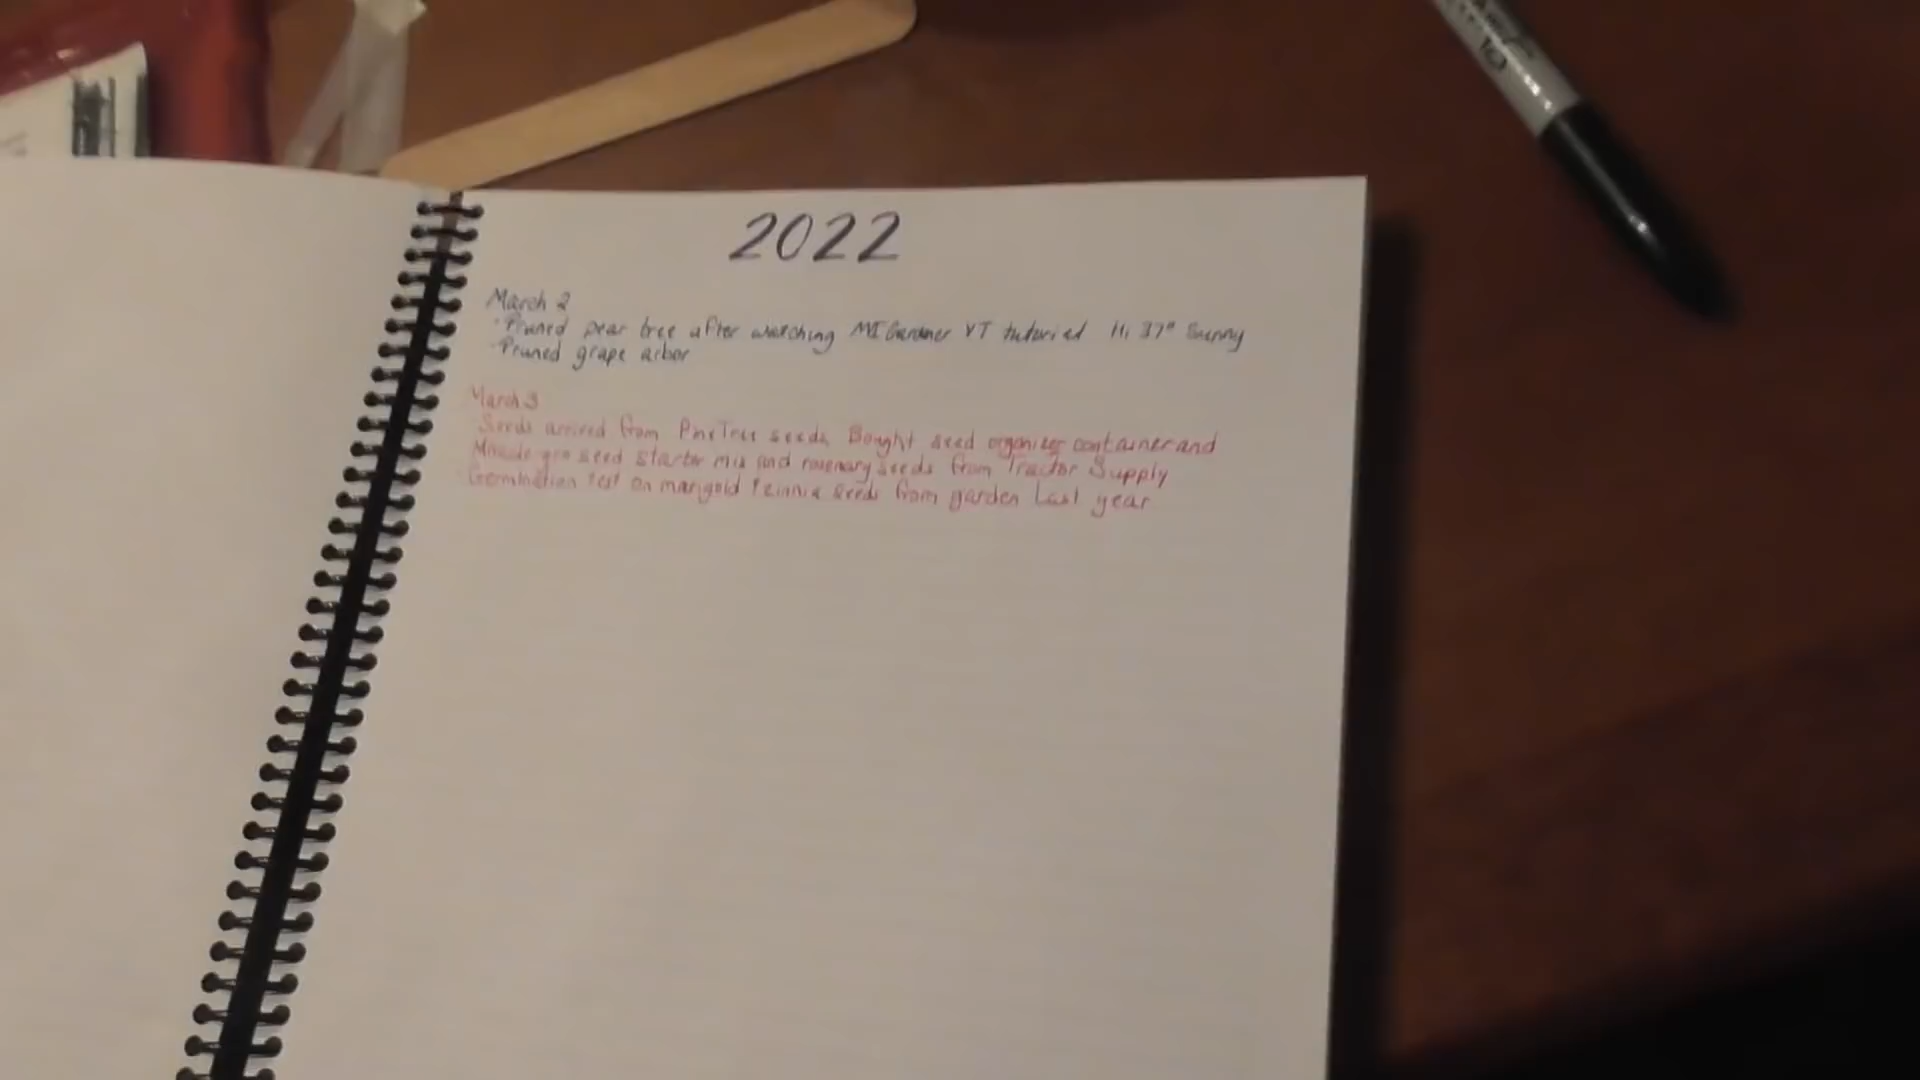 2022
March 2
· Pruned pear tree after watching MI Gardner YT tutorial Hi 37° Sunny
· Pruned grape arbor
March 3
· Seeds arrived from PineTree seeds. Bought seed organizer container and
Miracle gro seed starter mix and rosemary seeds from Tractor Supply
· Germination test on marigold + zinnia seeds from garden last year